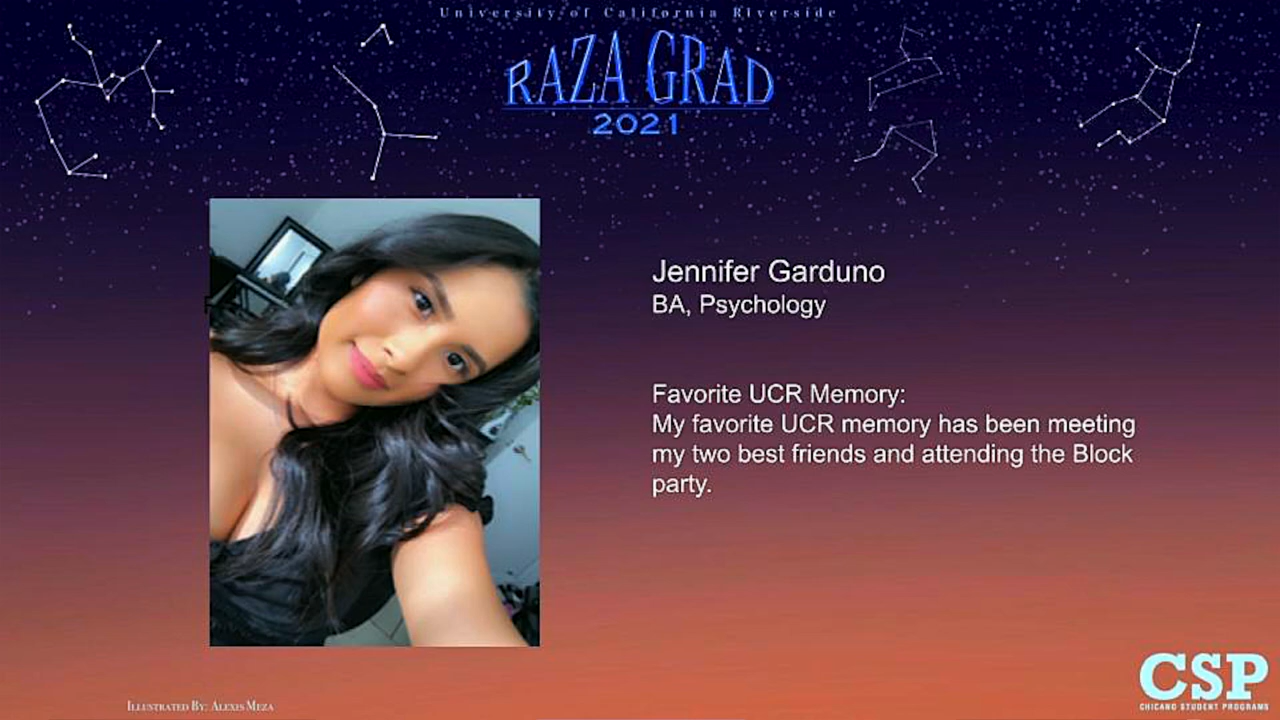 University of California Riverside
RAZA GRAD
2021
Jennifer Garduno
BA, Psychology
Favorite UCR Memory:
My favorite UCR memory has been meeting
my two best friends and attending the Block
party.
Illustrated By: Alexis Meza
CSP
CHICANO STUDENT PROGRAMS